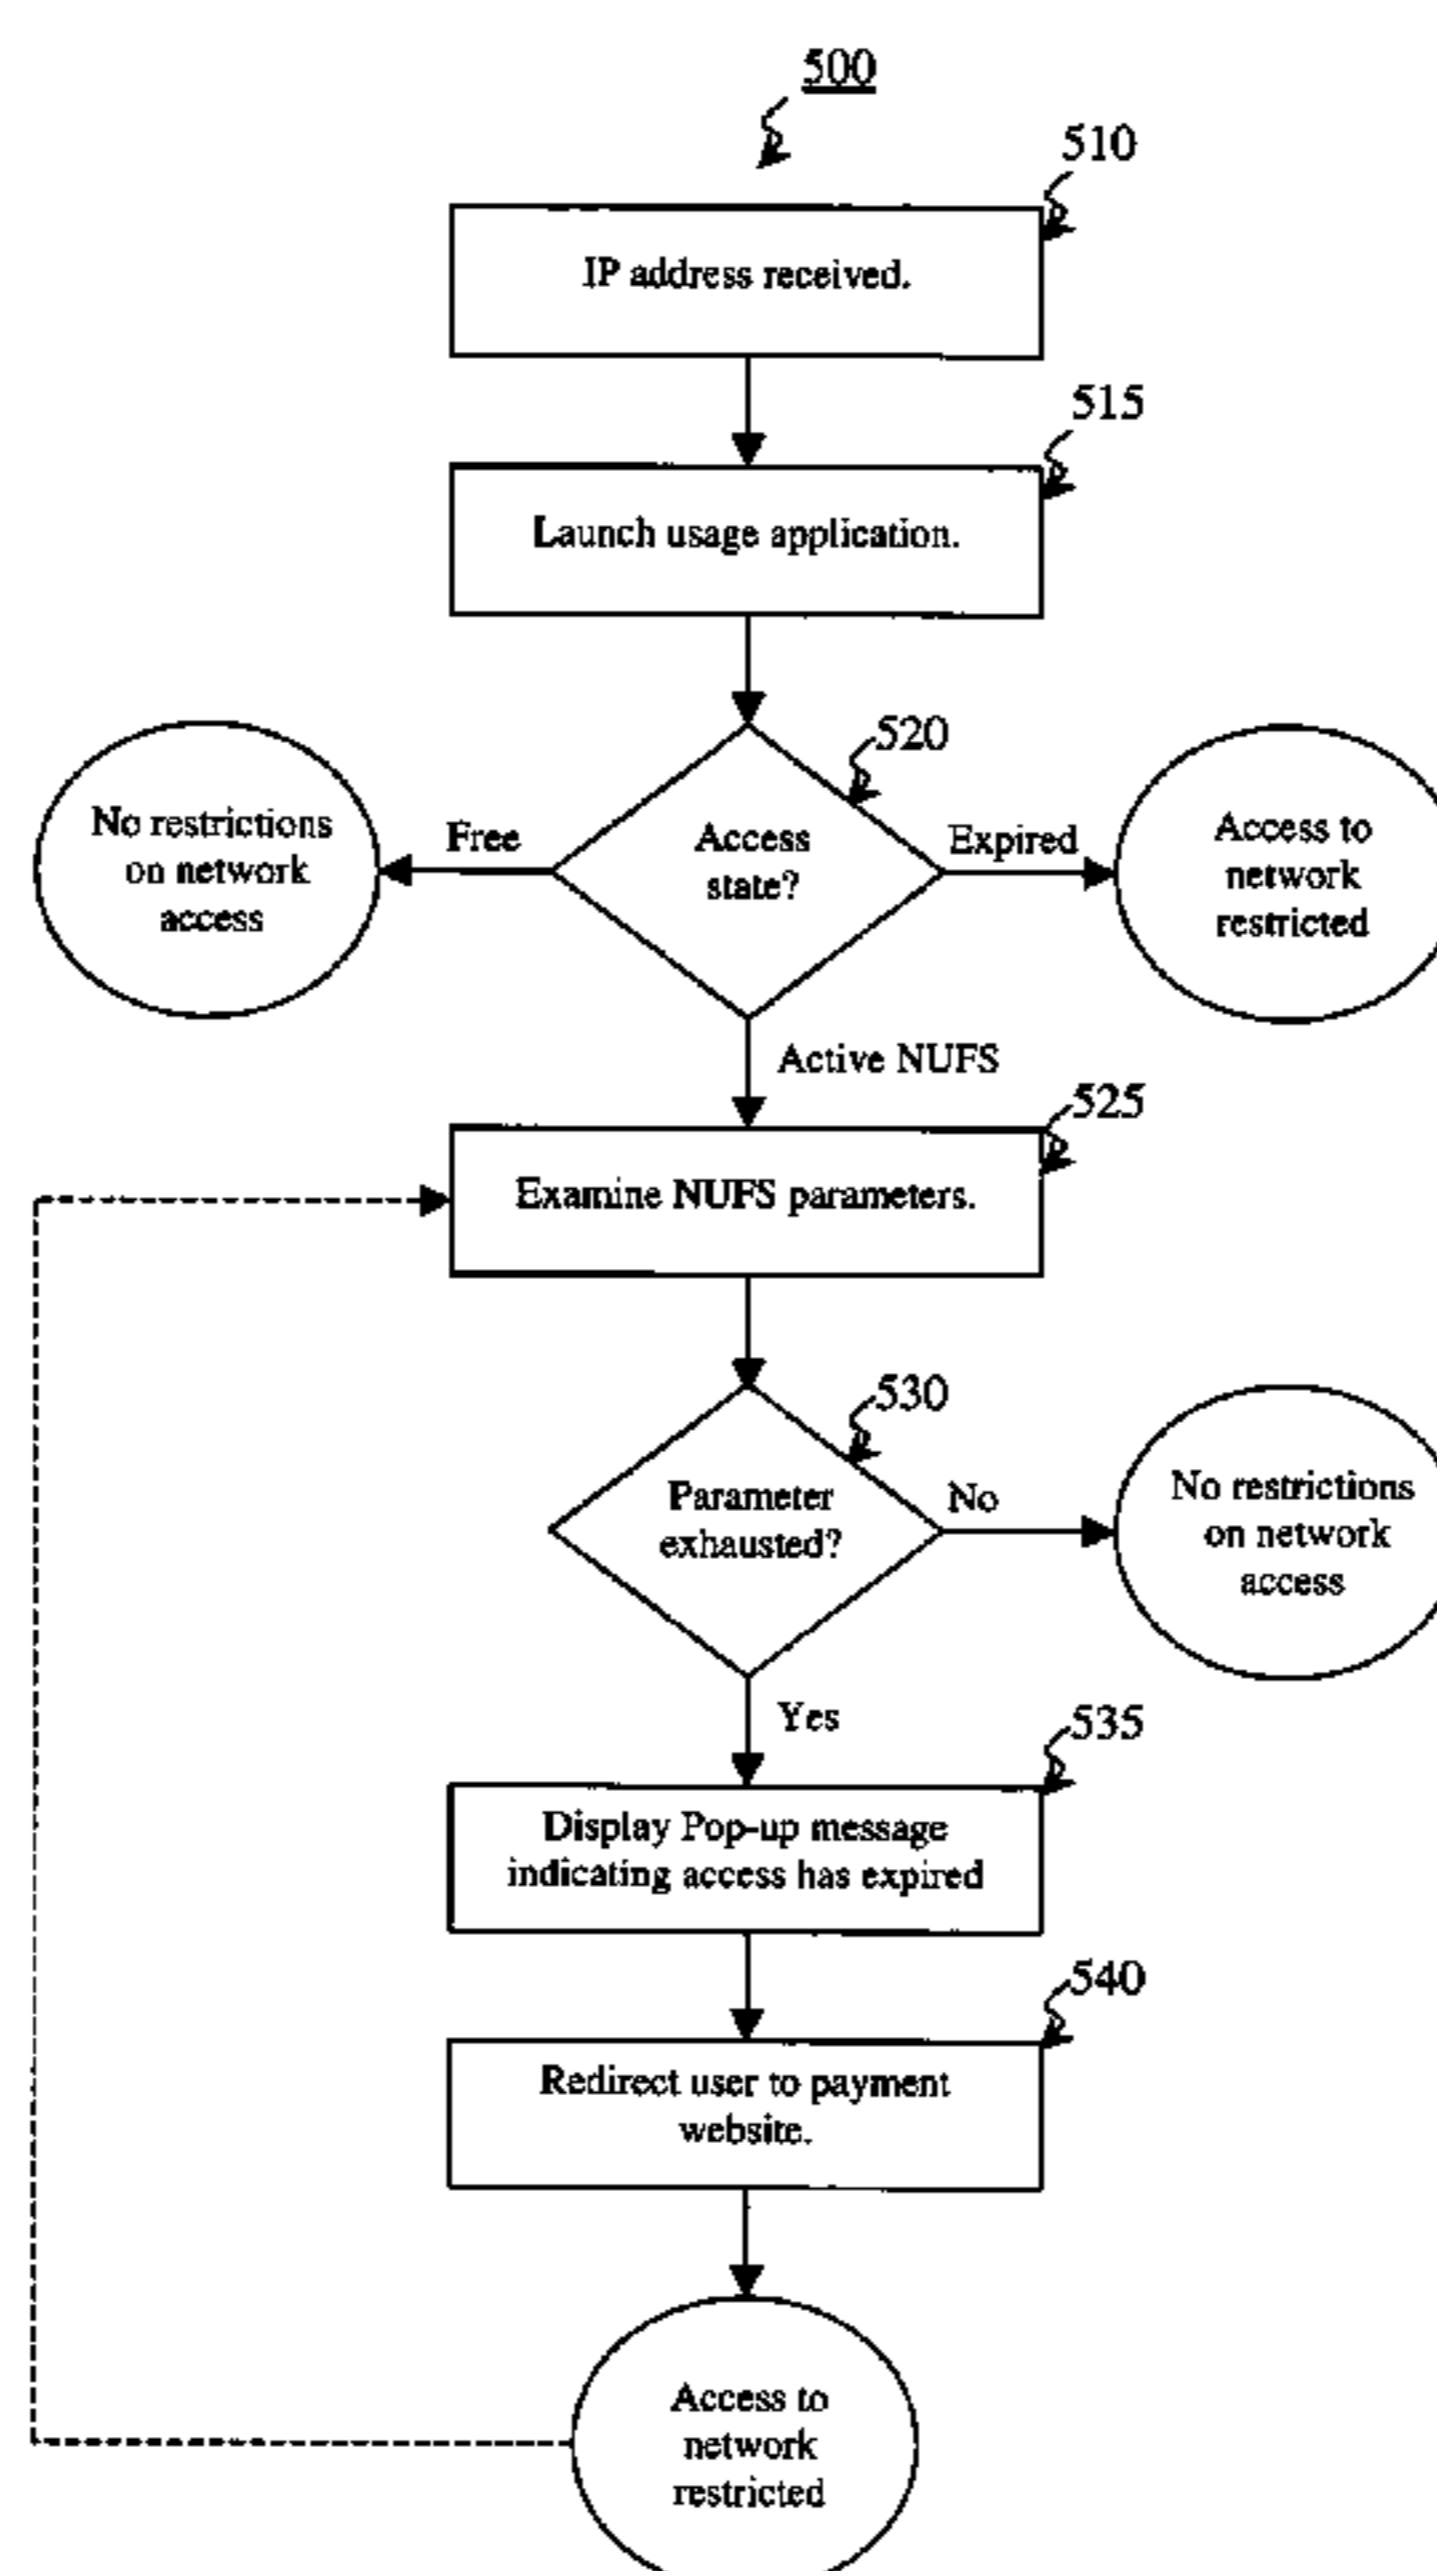 500
510
IP address received.
515
Launch usage application.
520
No restrictions
on network
access
Free
Access
state?
Expired
Access to
network
restricted
Active NUFS
525
Examine NUFS parameters.
530
Parameter
exhausted?
No
No restrictions
on network
access
Yes
535
Display Pop-up message
indicating access has expired
540
Redirect user to payment
website.
Access to
network
restricted